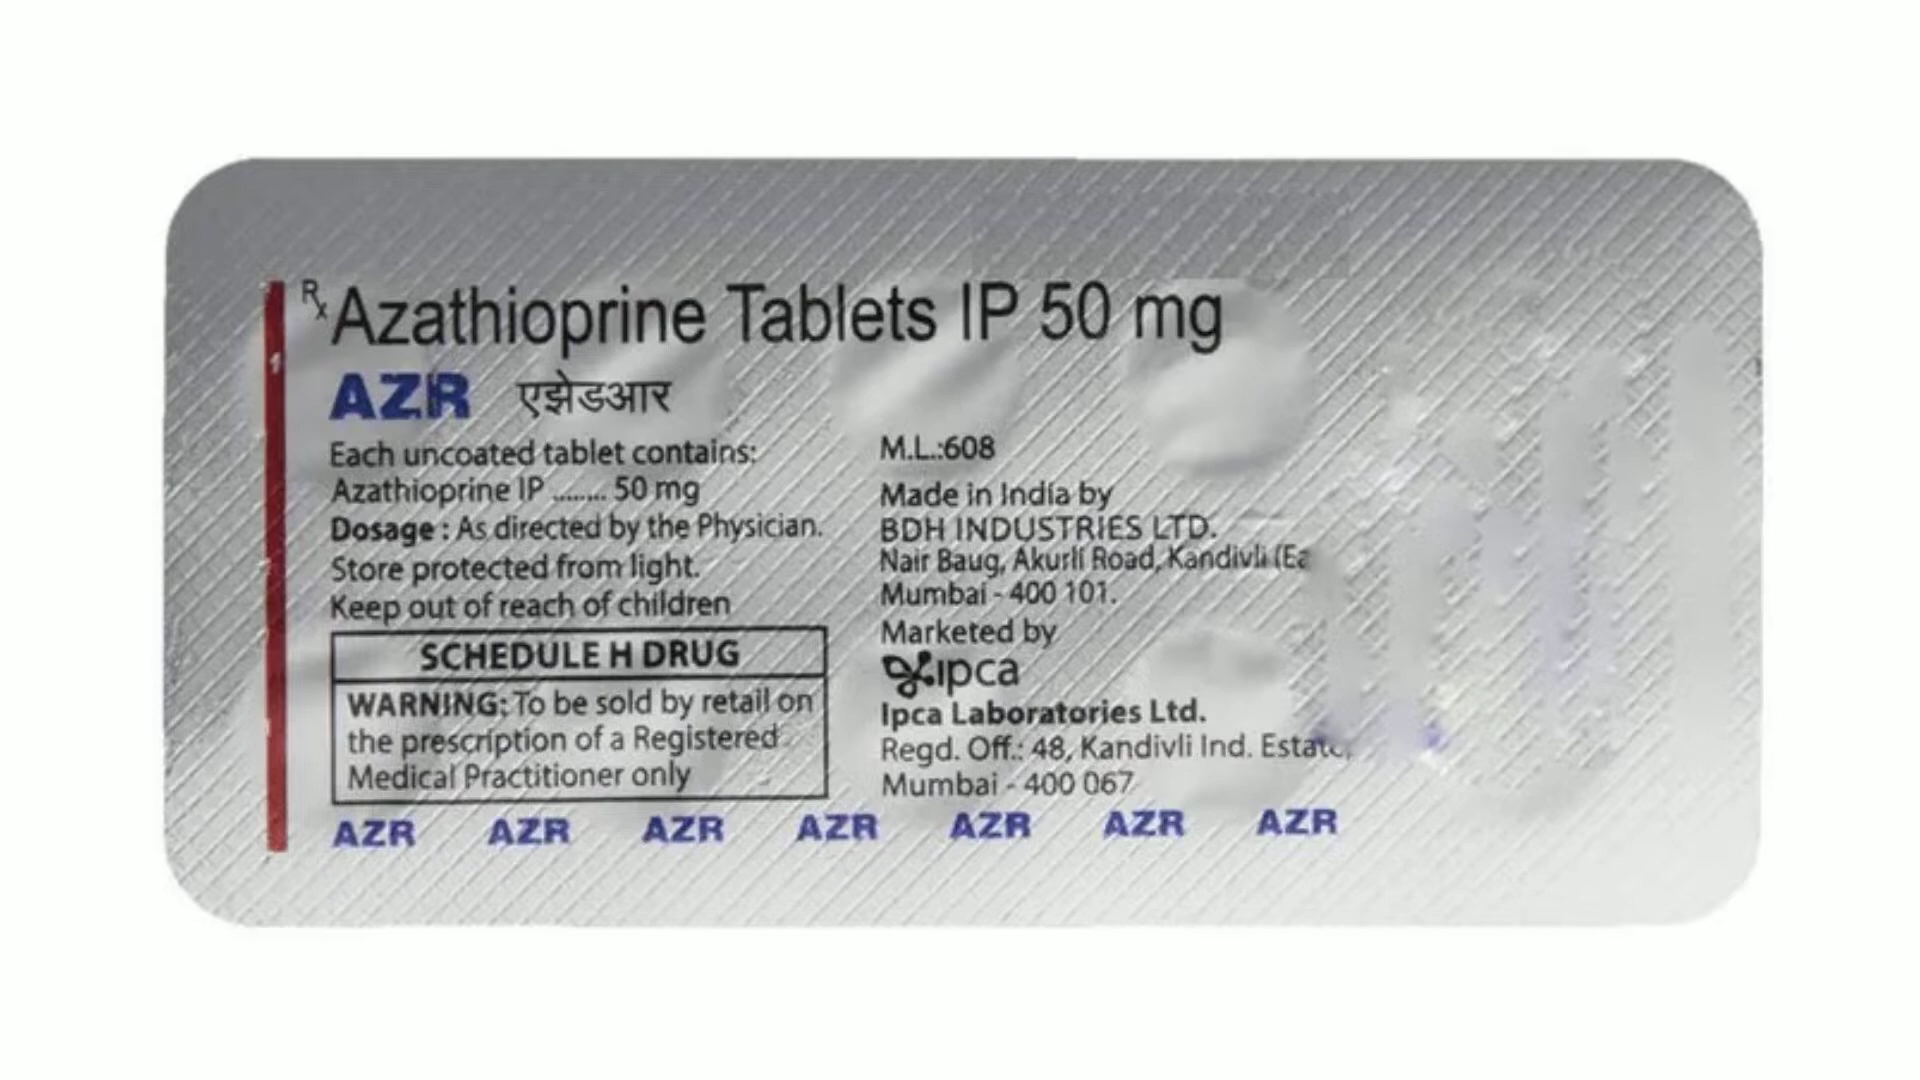 Rx Azathioprine Tablets IP 50 mg
AZR एझेडआर
Each uncoated tablet contains:
Azathioprine IP ........ 50 mg
Dosage : As directed by the Physician.
Store protected from light.
Keep out of reach of children
SCHEDULE H DRUG
WARNING: To be sold by retail on
the prescription of a Registered
Medical Practitioner only
M.L.:608
Made in India by
BDH INDUSTRIES LTD.
Nair Baug, Akurli Road, Kandivli (Ea
Mumbai - 400 101.
Marketed by
ipca
Ipca Laboratories Ltd.
Regd. Off.: 48, Kandivli Ind. Estate,
Mumbai - 400 067
AZR AZR AZR AZR AZR AZR AZR